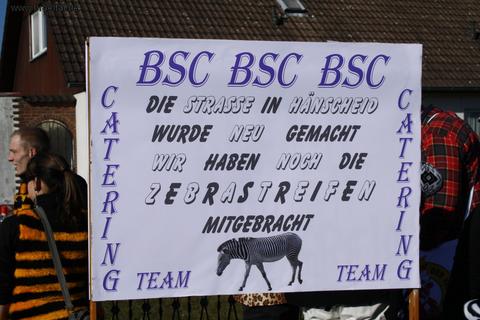 BSC BSC BSC
DIE STRASSE IN HÄNSCHEID
WURDE NEU GEMACHT
WIR HABEN NOCH DIE
ZEBRASTREIFEN
MITGEBRACHT
CATERING
CATERING
TEAM
TEAM